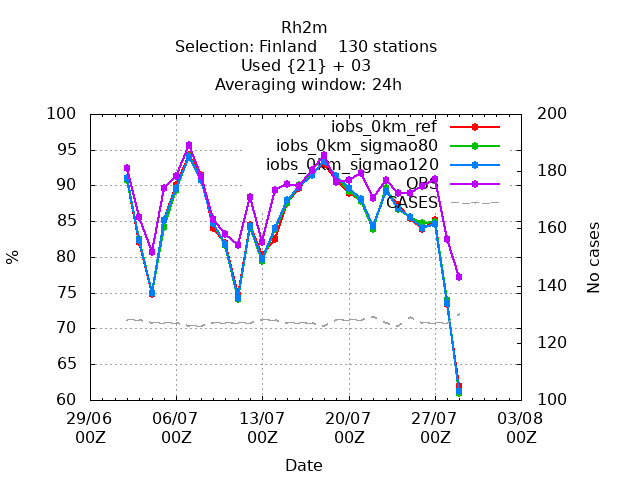 Rh2m
Selection: Finland 130 stations
Used {21} + 03
Averaging window: 24h
iobs_0km_ref
iobs_0km_sigmao80
iobs_0km_sigmao120
OBS
CASES
100
95
90
85
80
75
70
65
60
%
200
180
160
140
120
100
No cases
29/06 06/07 13/07 20/07 27/07 03/08
00Z 00Z 00Z 00Z 00Z 00Z
Date